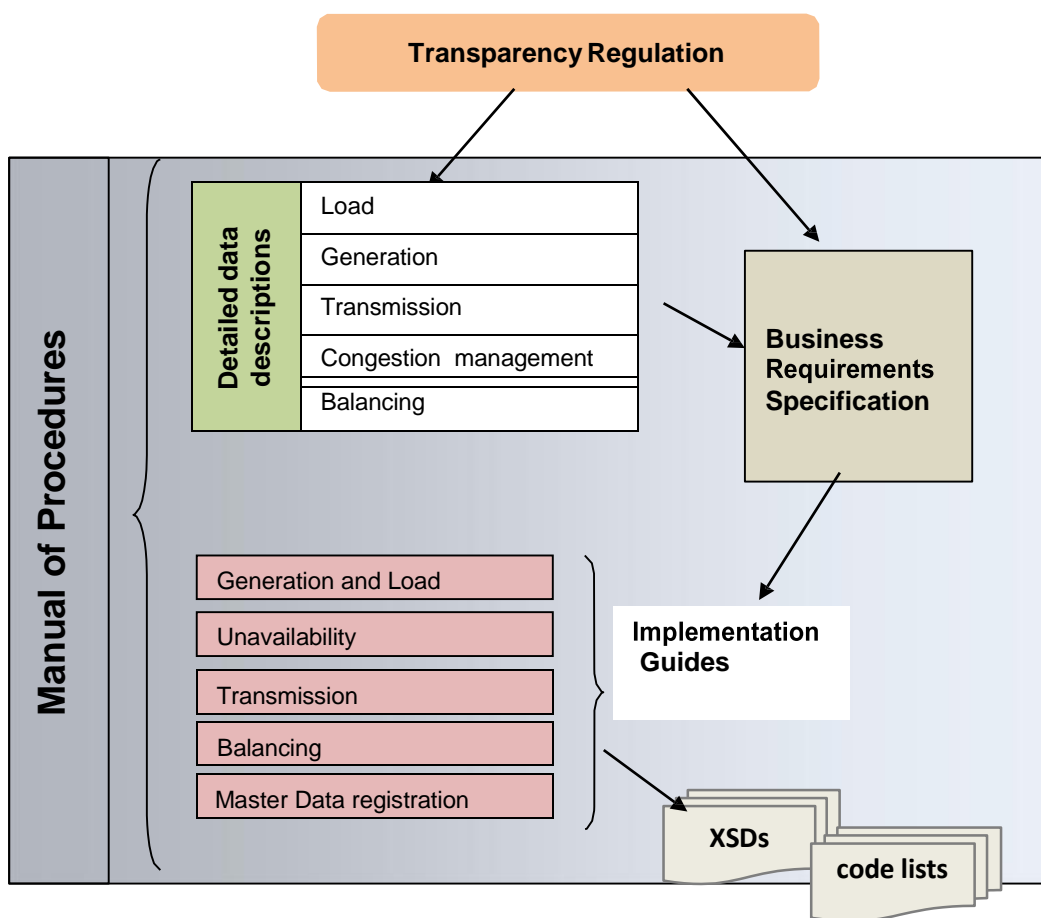 Transparency Regulation
Manual of Procedures
Detailed data
descriptions
Load
Generation
Transmission
Congestion management
Balancing
Business
Requirements
Specification
Generation and Load
Unavailability
Transmission
Balancing
Master Data registration
Implementation
Guides
XSDs
code lists